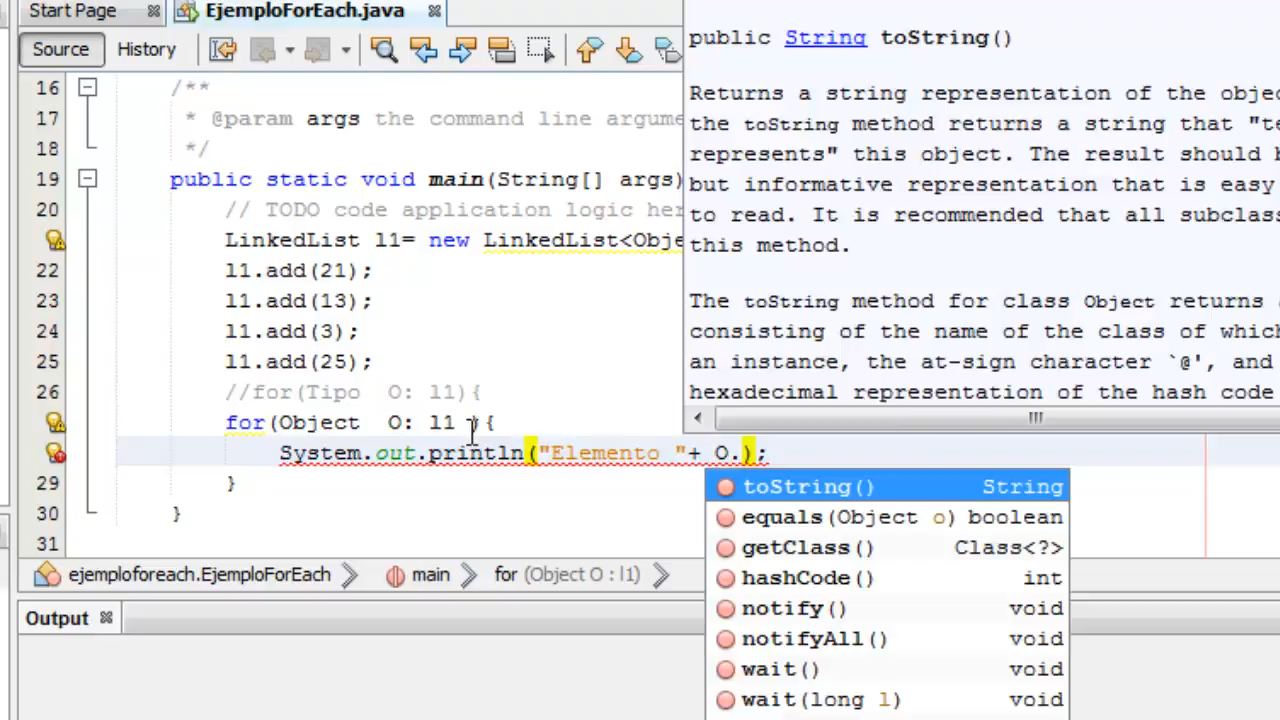 Start Page EjemploForEach.java
Source History
16 /**
17 * @param args the command line argume
18 */
19 public static void main(String[] args)
20 // TODO code application logic her
LinkedList l1= new LinkedList<Obje
22 l1.add(21);
23 l1.add(13);
24 l1.add(3);
25 l1.add(25);
26 //for(Tipo  O: l1){
for(Object  O: l1 ){
System.out.println("Elemento "+ O.);
29 }
30 }
31
public String toString()
Returns a string representation of the objec
the toString method returns a string that "te
represents" this object. The result should b
but informative representation that is easy
to read. It is recommended that all subclass
this method.
The toString method for class Object returns a
consisting of the name of the class of which
an instance, the at-sign character `@', and
hexadecimal representation of the hash code
toString() String
equals(Object o) boolean
getClass() Class<?>
hashCode() int
notify() void
notifyAll() void
wait() void
wait(long l) void
ejemploforeach.EjemploForEach main for (Object O : l1)
Output